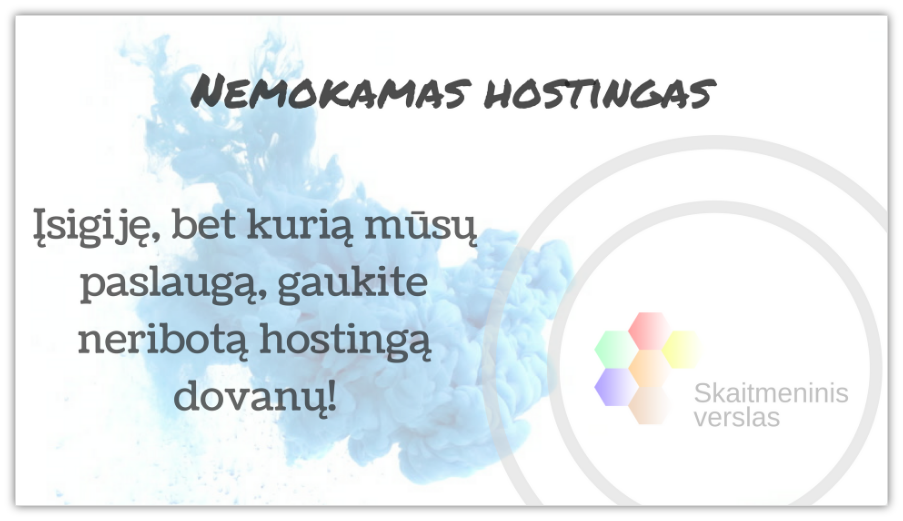 Nemokamas hostingas
Įsigiję, bet kurią mūsų
paslaugą, gaukite
neribotą hostingą
dovanų!
Skaitmeninis
verslas